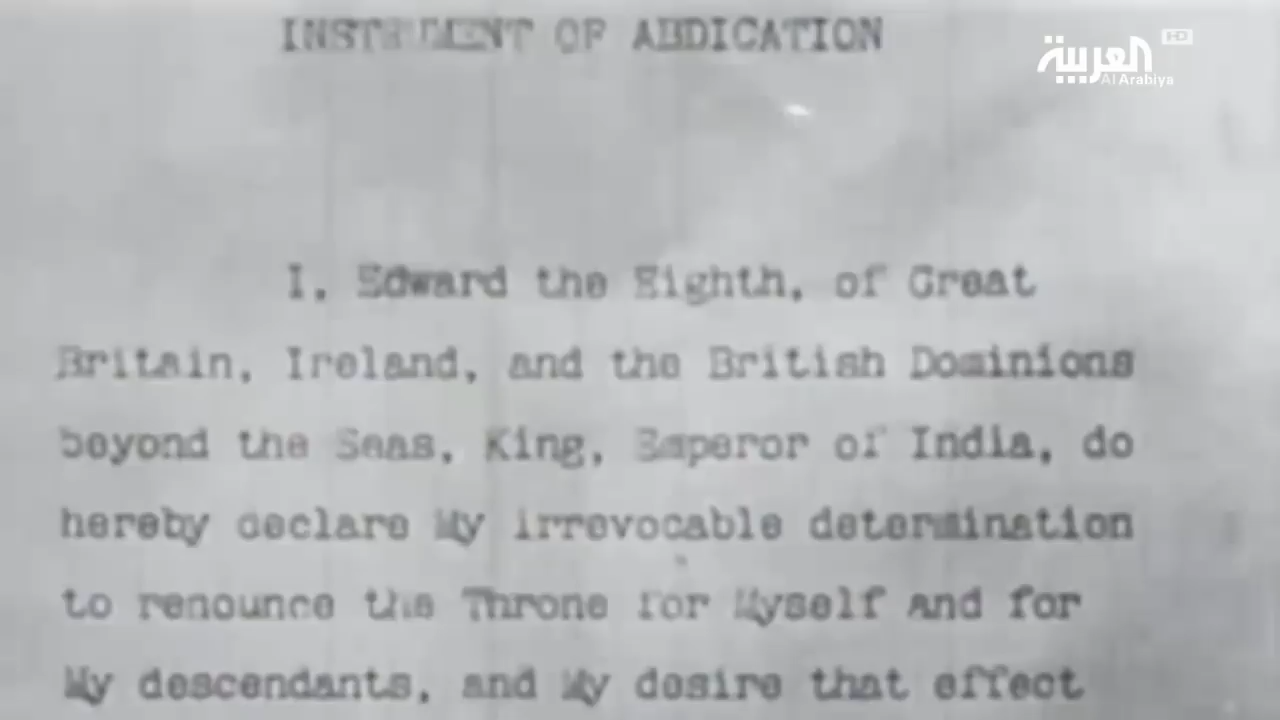 INSTRUMENT OF ABDICATION
العربية HD
Al Arabiya
I, Edward the Eighth, of Great
Britain, Ireland, and the British Dominions
beyond the Seas, King, Emperor of India, do
hereby declare My irrevocable determination
to renounce the Throne for Myself and for
My descendants, and My desire that effect